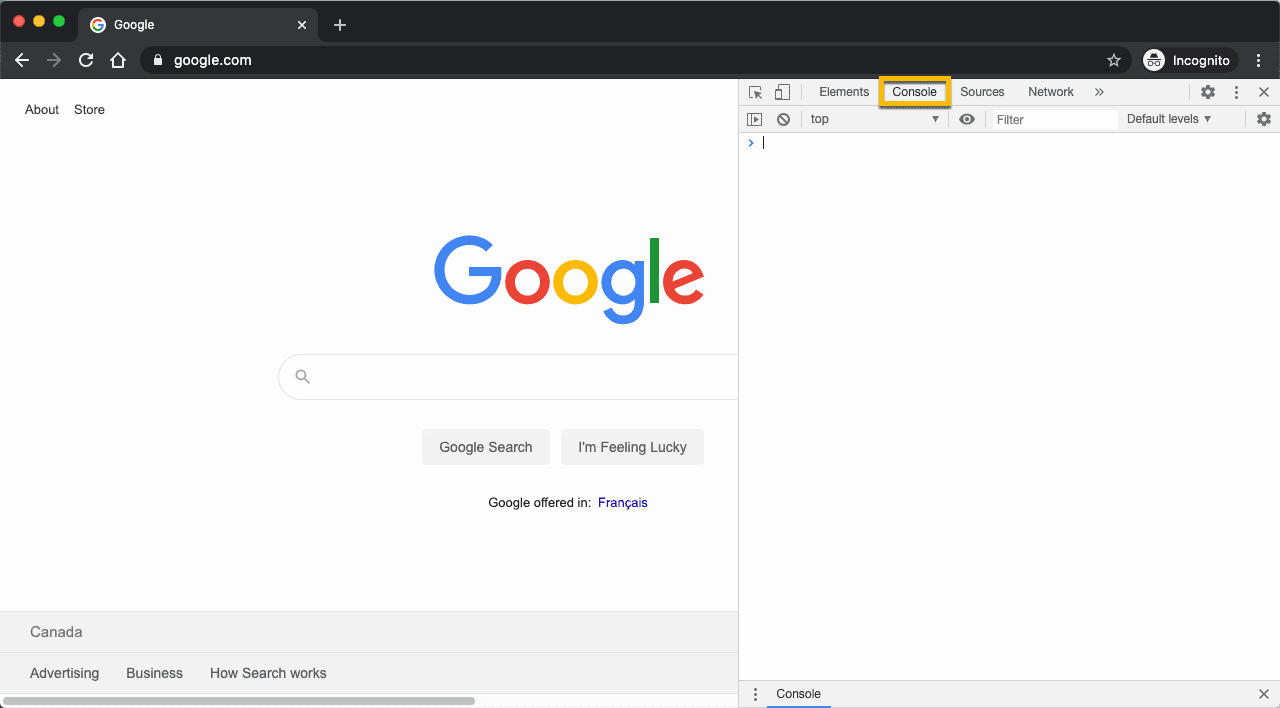 Google
google.com
Incognito
About Store
Elements Console Sources Network
top Filter Default levels
Google
Google Search I'm Feeling Lucky
Google offered in: Français
Canada
Advertising Business How Search works
Console